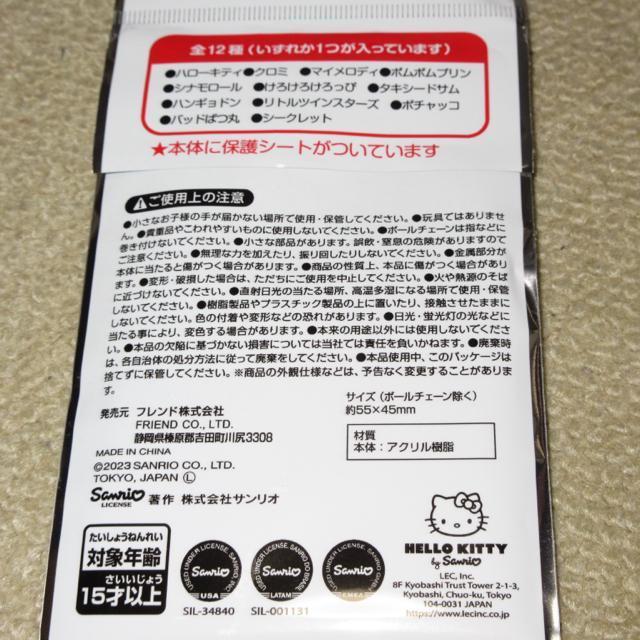 全12種(いずれか1つが入っています)
●ハローキティ●クロミ ●マイメロディ●ポムポムプリン
●シナモロール ●けろけろけろっぴ ●タキシードサム
●ハンギョドン ●リトルツインスターズ ●ポチャッコ
●バッドばつ丸 ●シークレット
★本体に保護シートがついています
ご使用上の注意
●小さなお子様の手が届かない場所で使用・保管してください。●玩具ではありませ
ん。●貴重品やこわれやすいものに使用しないでください。●ボールチェーンは指などに
巻き付けないでください。●小さな部品があります。誤飲・窒息の危険がありますので
ご注意ください。●無理な力を加えたり、振り回したりしないでください。●金属部分が
本体に当たると傷がつく場合があります。●商品の性質上、本品に傷がつく場合があり
ます。●変形・破損した場合は、ただちにご使用を中止してください。●火や熱源のそば
に近づけないでください。●直射日光の当たる場所、高温多湿になる場所で使用・保管
しないでください。●樹脂製品やプラスチック製品の上に置いたり、接触させたままに
しないでください。色の付着や変形などの恐れがあります。●日光・蛍光灯の光などに
当たる事により、変色する場合があります。●本来の用途以外には使用しないでくださ
い。●本品の欠陥に基づかない損害については当社では責任を負いかねます。●廃棄時
は、各自治体の処分方法に従って廃棄をしてください。●本品使用中、このパッケージは
捨てずに保管してください。※商品の外観仕様などは、予告なく変更することがありま
す。
発売元 フレンド株式会社
FRIEND CO., LTD.
静岡県榛原郡吉田町川尻3308
MADE IN CHINA
サイズ(ボールチェーン除く)
約55×45mm
材質
本体:アクリル樹脂
©2023 SANRIO CO., LTD.
TOKYO, JAPAN Ⓛ
Sanrio 著作 株式会社サンリオ
LICENSE
たいしょうねんれい
対象年齢
さいいじょう
15才以上
USED UNDER LICENSE.
Sanrio
USA
SIL-34840
Sanrio
LATAM
SIL-001131
Sanrio
EMEA
HELLO KITTY
by Sanrio
LEC, Inc.
8F Kyobashi Trust Tower 2-1-3,
Kyobashi, Chuo-ku, Tokyo
104-0031 JAPAN
https://www.lecinc.co.jp